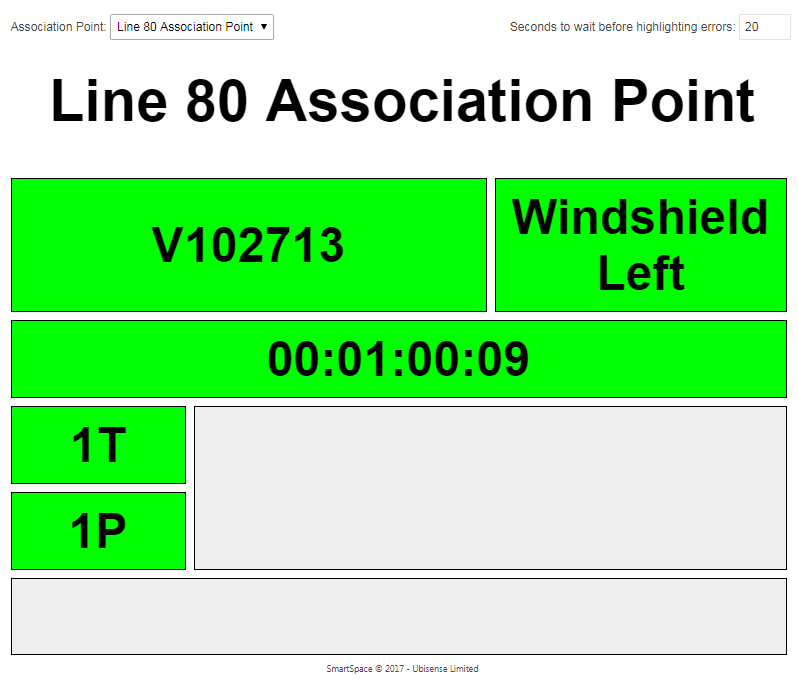 Association Point: Line 80 Association Point ▼ Seconds to wait before highlighting errors: 20
Line 80 Association Point
V102713
Windshield
Left
00:01:00:09
1T
1P
SmartSpace © 2017 - Ubisense Limited